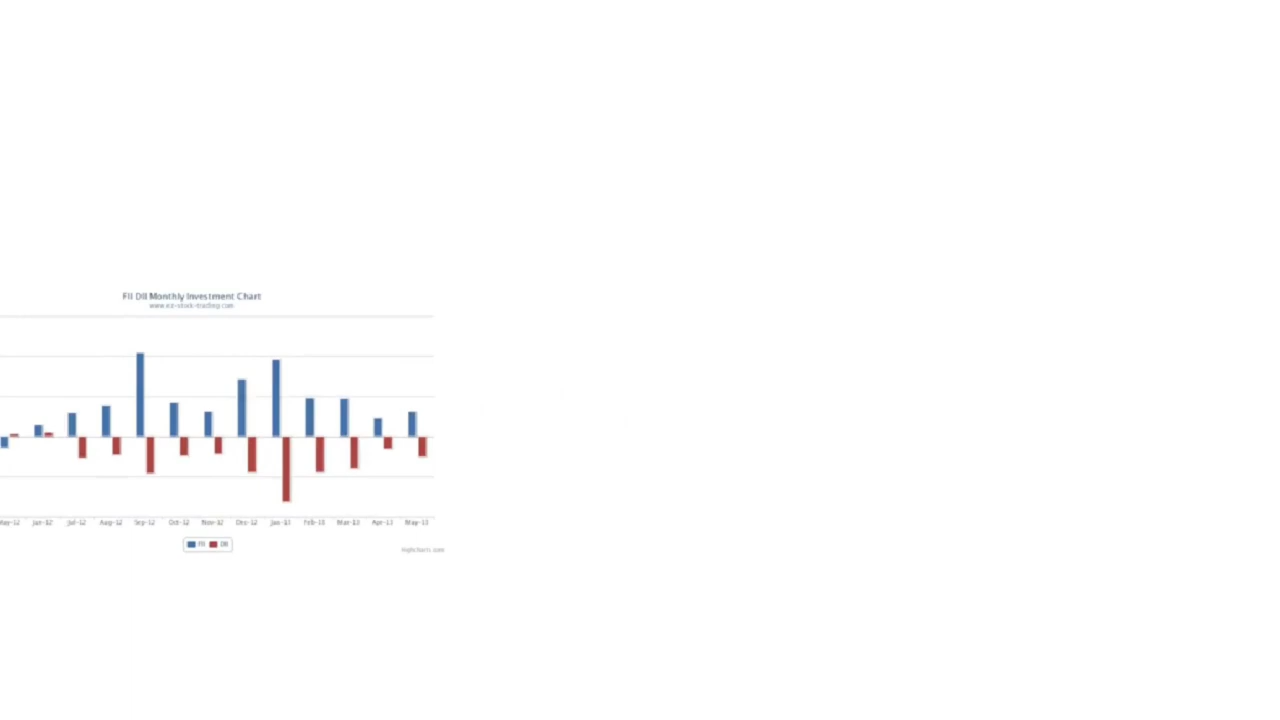 FII DII Monthly Investment Chart
www.ez-stock-trading.com
May-12 Jun-12 Jul-12 Aug-12 Sep-12 Oct-12 Nov-12 Dec-12 Jan-13 Feb-13 Mar-13 Apr-13 May-13
FII DII
Highcharts.com